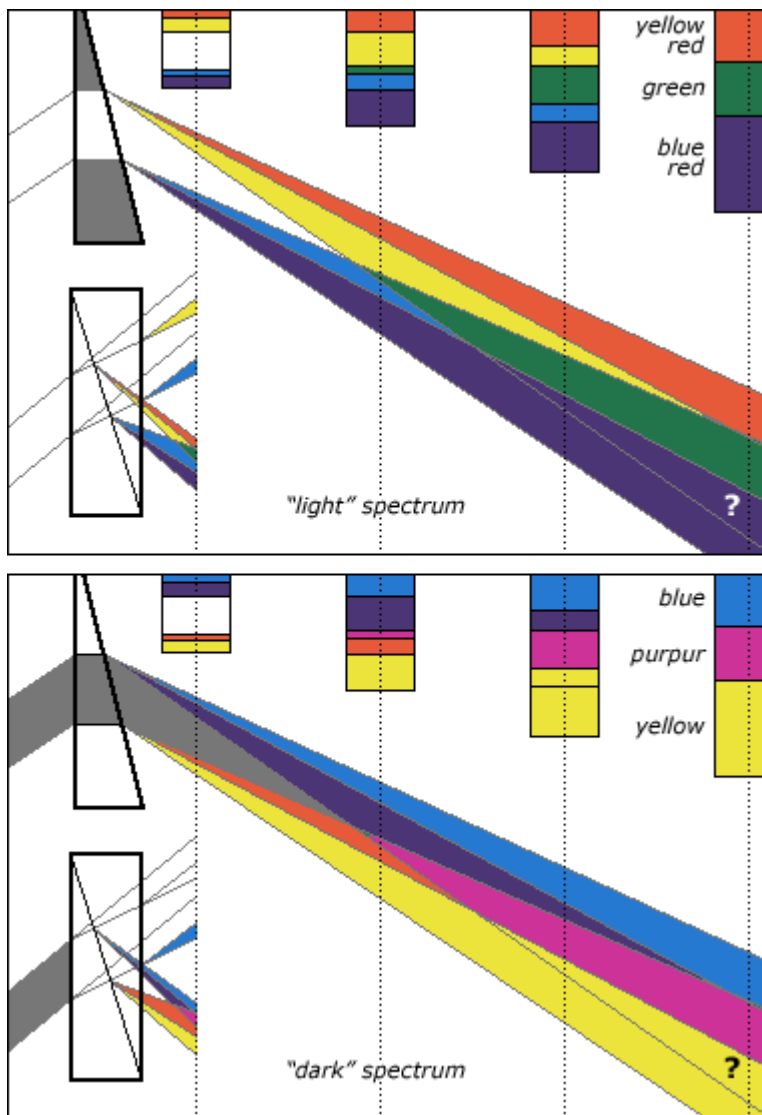 yellow
red
green
blue
red
?
“light” spectrum
blue
purpur
yellow
?
“dark” spectrum